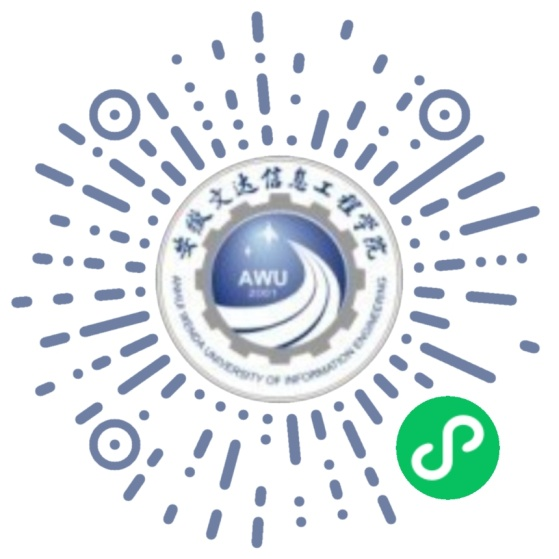 安徽文达信息工程学院
AWU
2001
ANHUI WENDA UNIVERSITY OF INFORMATION ENGINEERING